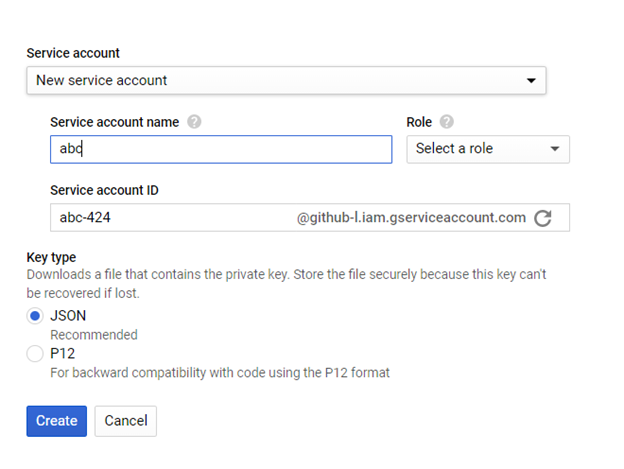 Service account
New service account
Service account name ? Role ?
abc Select a role
Service account ID
abc-424 @github-l.iam.gserviceaccount.com
Key type
Downloads a file that contains the private key. Store the file securely because this key can't
be recovered if lost.
JSON
Recommended
P12
For backward compatibility with code using the P12 format
Create Cancel